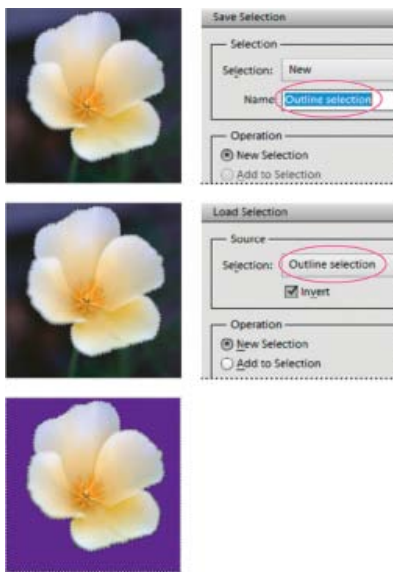 Save Selection
Selection
Selection: New
Name: Outline selection
Operation
New Selection
Add to Selection
Load Selection
Source
Selection: Outline selection
Invert
Operation
New Selection
Add to Selection